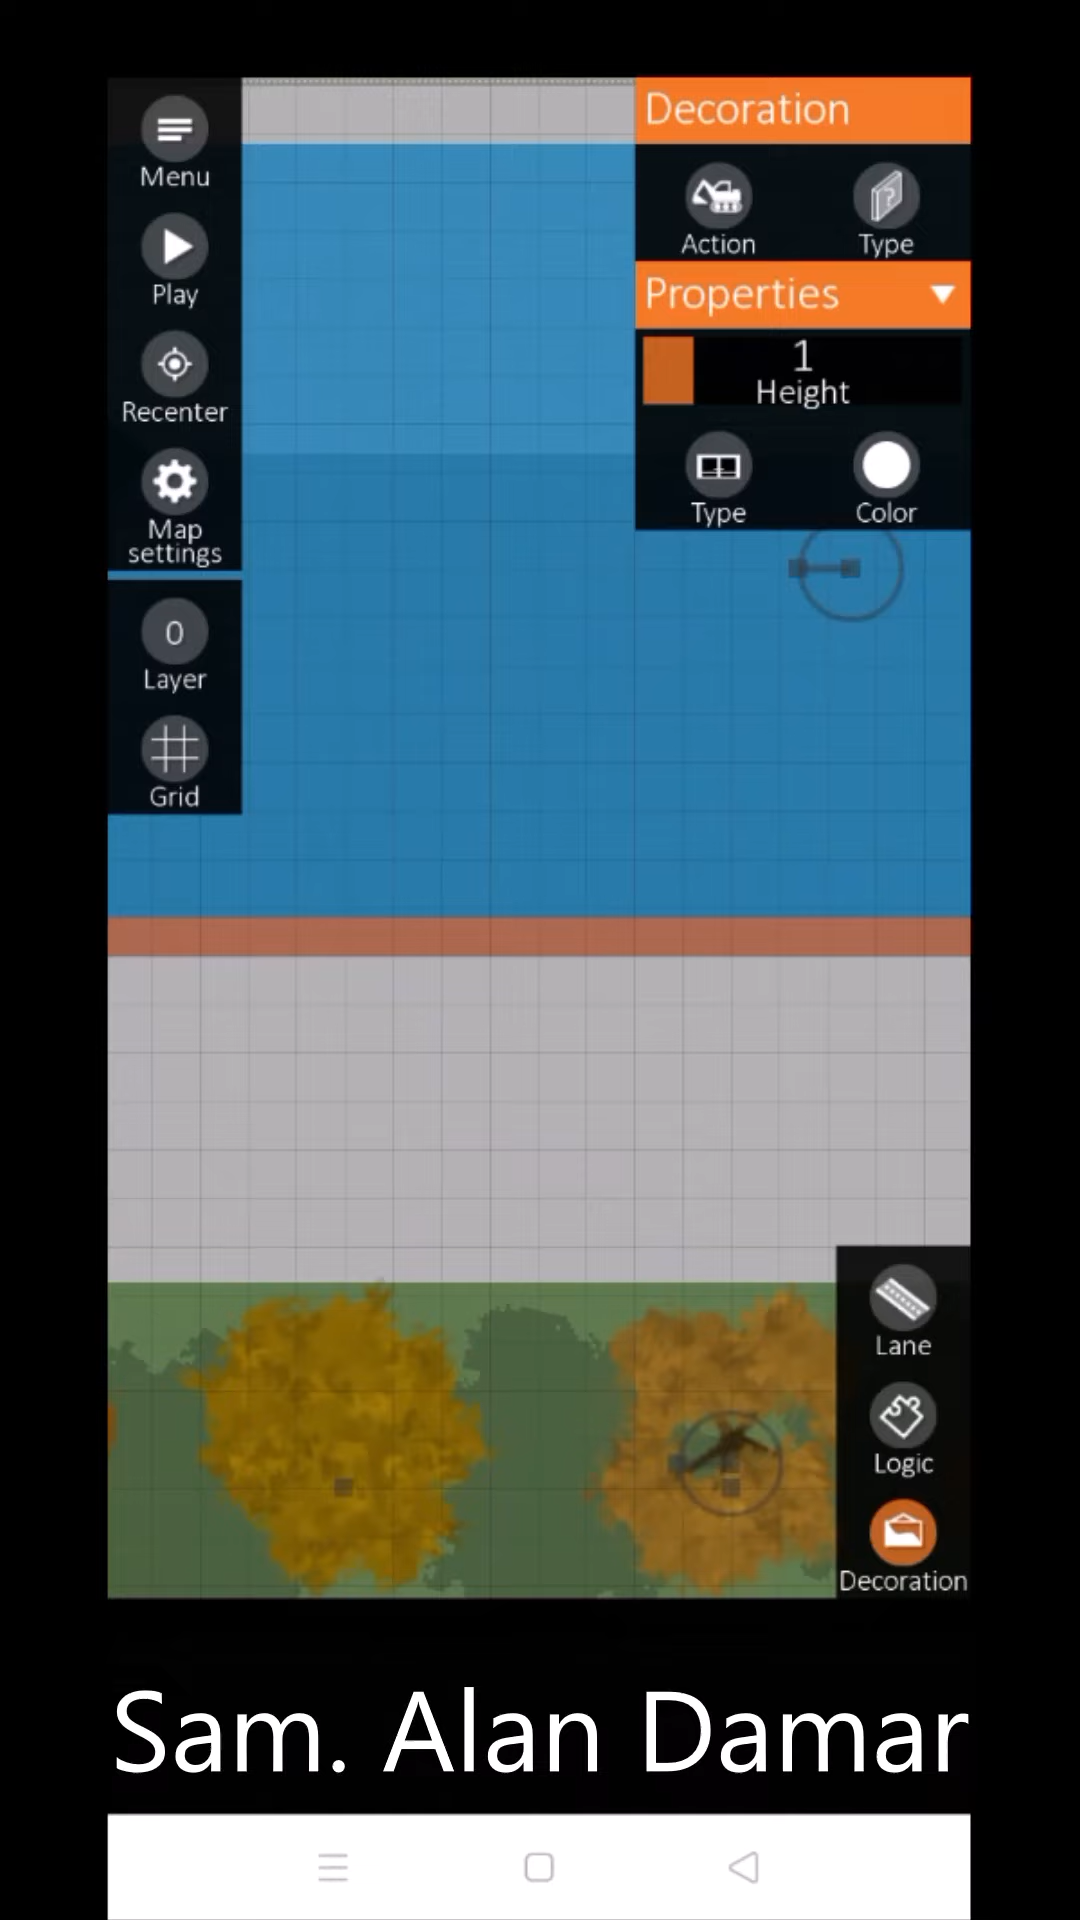 Menu
Play
Recenter
Map
settings
0
Layer
Grid
Decoration
Action
Type
Properties
1
Height
Type
Color
Lane
Logic
Decoration
Sam. Alan Damar